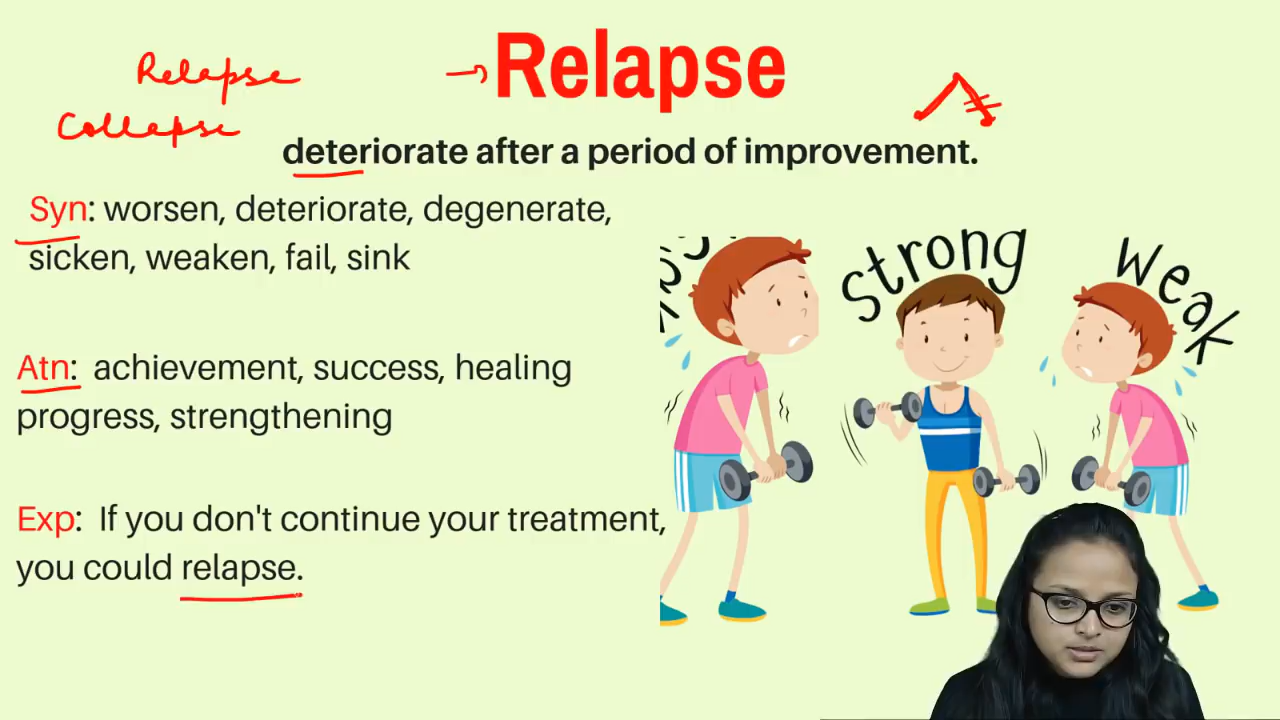 Relapse
Relapse
Collapse
deteriorate after a period of improvement.
Syn: worsen, deteriorate, degenerate,
sicken, weaken, fail, sink
Strong
Weak
Atn: achievement, success, healing
progress, strengthening
Exp: If you don't continue your treatment,
you could relapse.